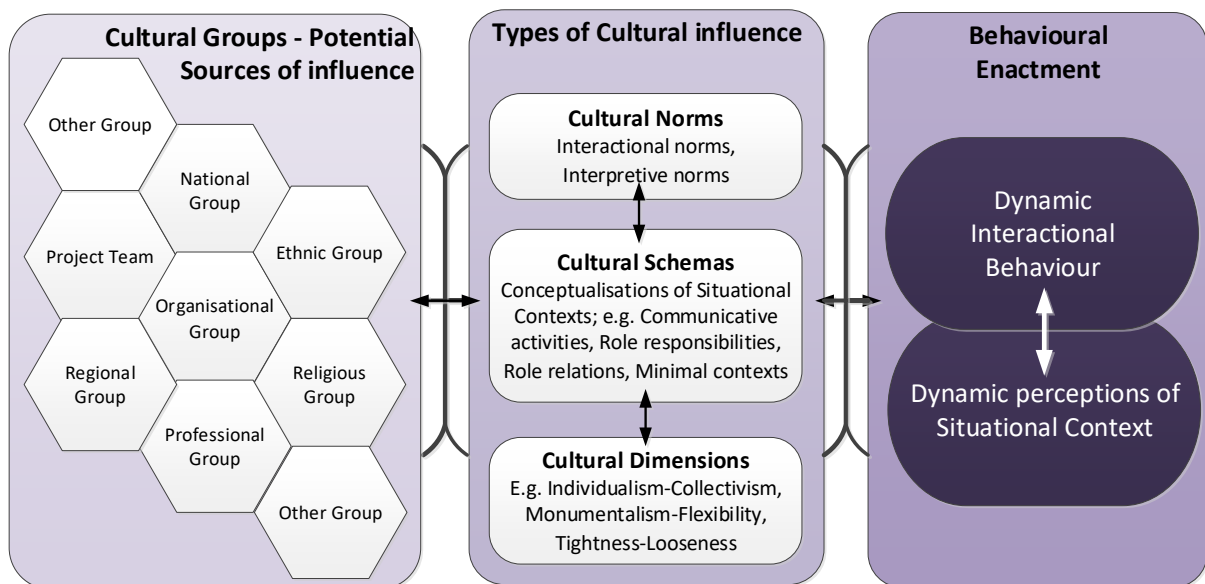 Cultural Groups - Potential
Sources of influence
Other Group
National
Group
Project Team
Ethnic Group
Organisational
Group
Regional
Group
Religious
Group
Professional
Group
Other Group
Types of Cultural influence
Cultural Norms
Interactional norms,
Interpretive norms
Cultural Schemas
Conceptualisations of Situational
Contexts; e.g. Communicative
activities, Role responsibilities,
Role relations, Minimal contexts
Cultural Dimensions
E.g. Individualism-Collectivism,
Monumentalism-Flexibility,
Tightness-Looseness
Behavioural
Enactment
Dynamic
Interactional
Behaviour
Dynamic perceptions of
Situational Context